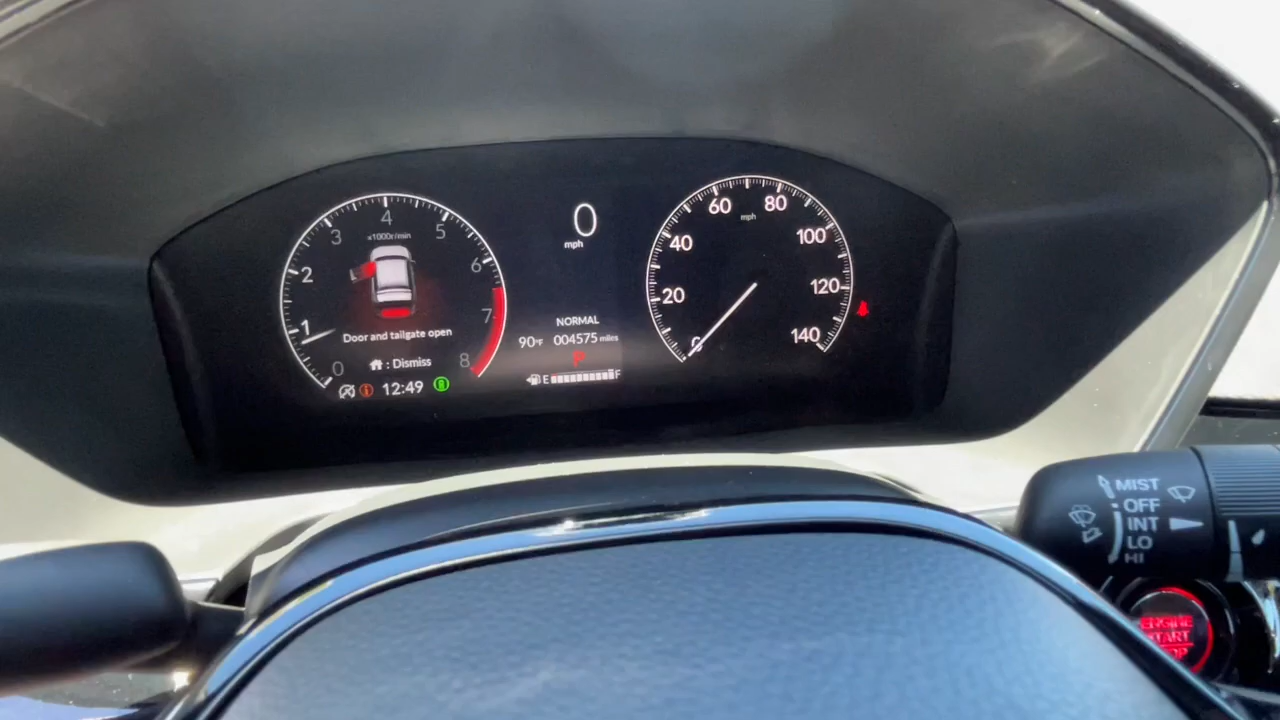 0
mph
3 4 5
x1000r/min
2 6
1 7
0 8
Door and tailgate open
: Dismiss
12:49
NORMAL
90°F 004575 miles
P
E F
60 80
mph
40 100
20 120
0 140
MIST
OFF
INT
LO
HI
ENGINE
START
STOP